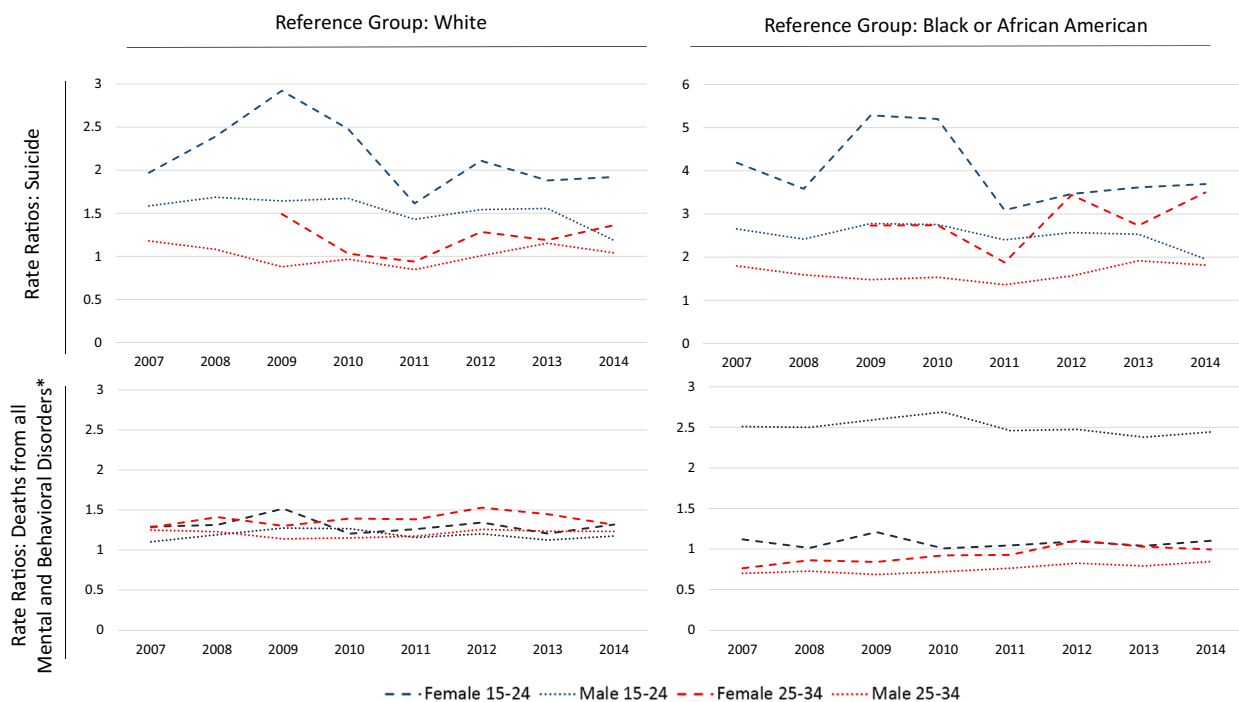 Reference Group: White
Reference Group: Black or African American
Rate Ratios: Suicide
3
2.5
2
1.5
1
0.5
0
2007 2008 2009 2010 2011 2012 2013 2014
6
5
4
3
2
1
0
2007 2008 2009 2010 2011 2012 2013 2014
Rate Ratios: Deaths from all
Mental and Behavioral Disorders*
3
2.5
2
1.5
1
0.5
0
2007 2008 2009 2010 2011 2012 2013 2014
3
2.5
2
1.5
1
0.5
0
2007 2008 2009 2010 2011 2012 2013 2014
Female 15-24 Male 15-24 Female 25-34 Male 25-34